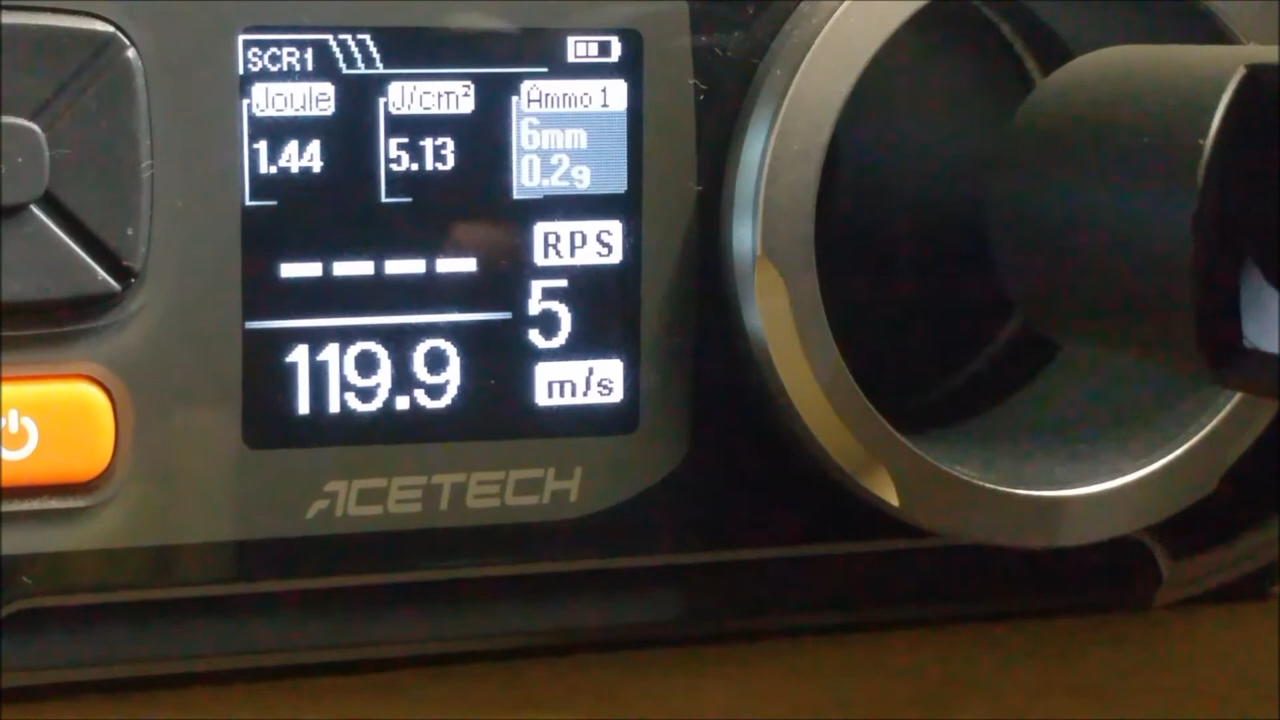 SCR1
Joule J/cm² Ammo 1
1.44 5.13 6mm
0.2g
RPS
---- 5
119.9 m/s
ACETECH